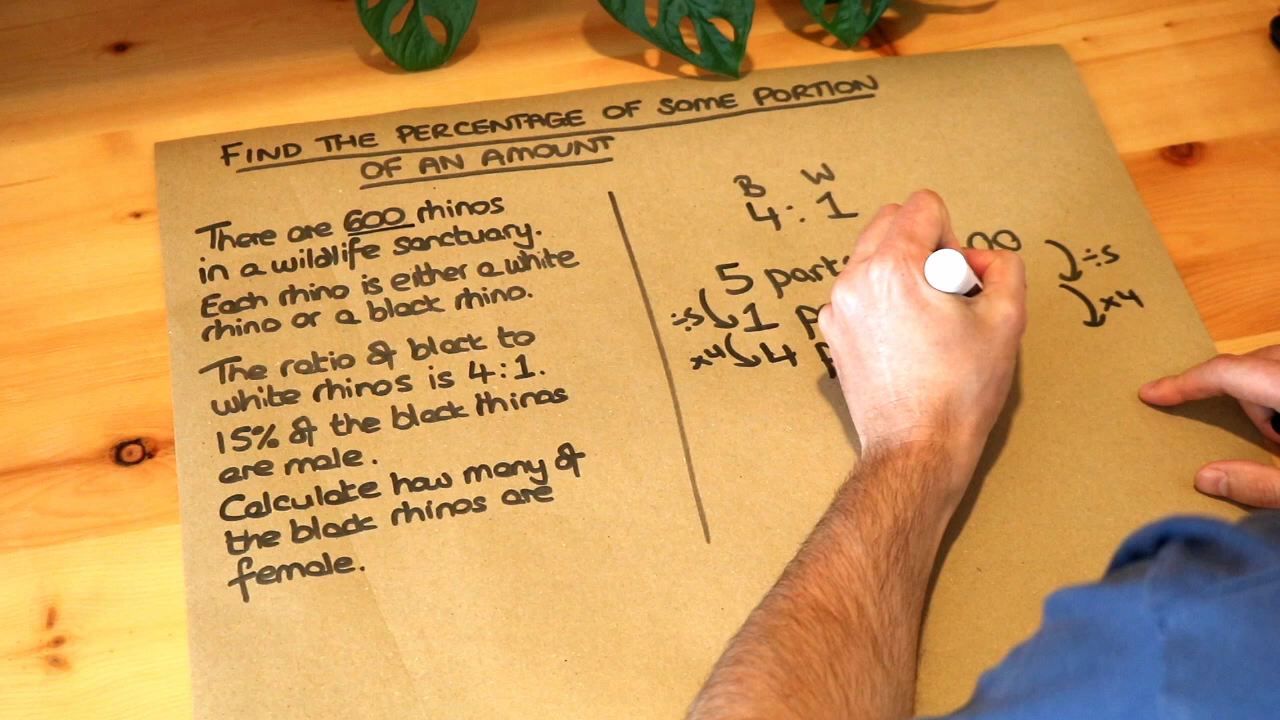 FIND THE PERCENTAGE OF SOME PORTION
OF AN AMOUNT
There are 600 rhinos
in a wildlife sanctuary.
Each rhino is either a white
rhino or a black rhino.
The ratio of black to
white rhinos is 4:1.
15% of the black rhinos
are male.
Calculate how many of
the black rhinos are
female.
B W
4 : 1
5 parts
÷5 1
÷5
×4 4
×4